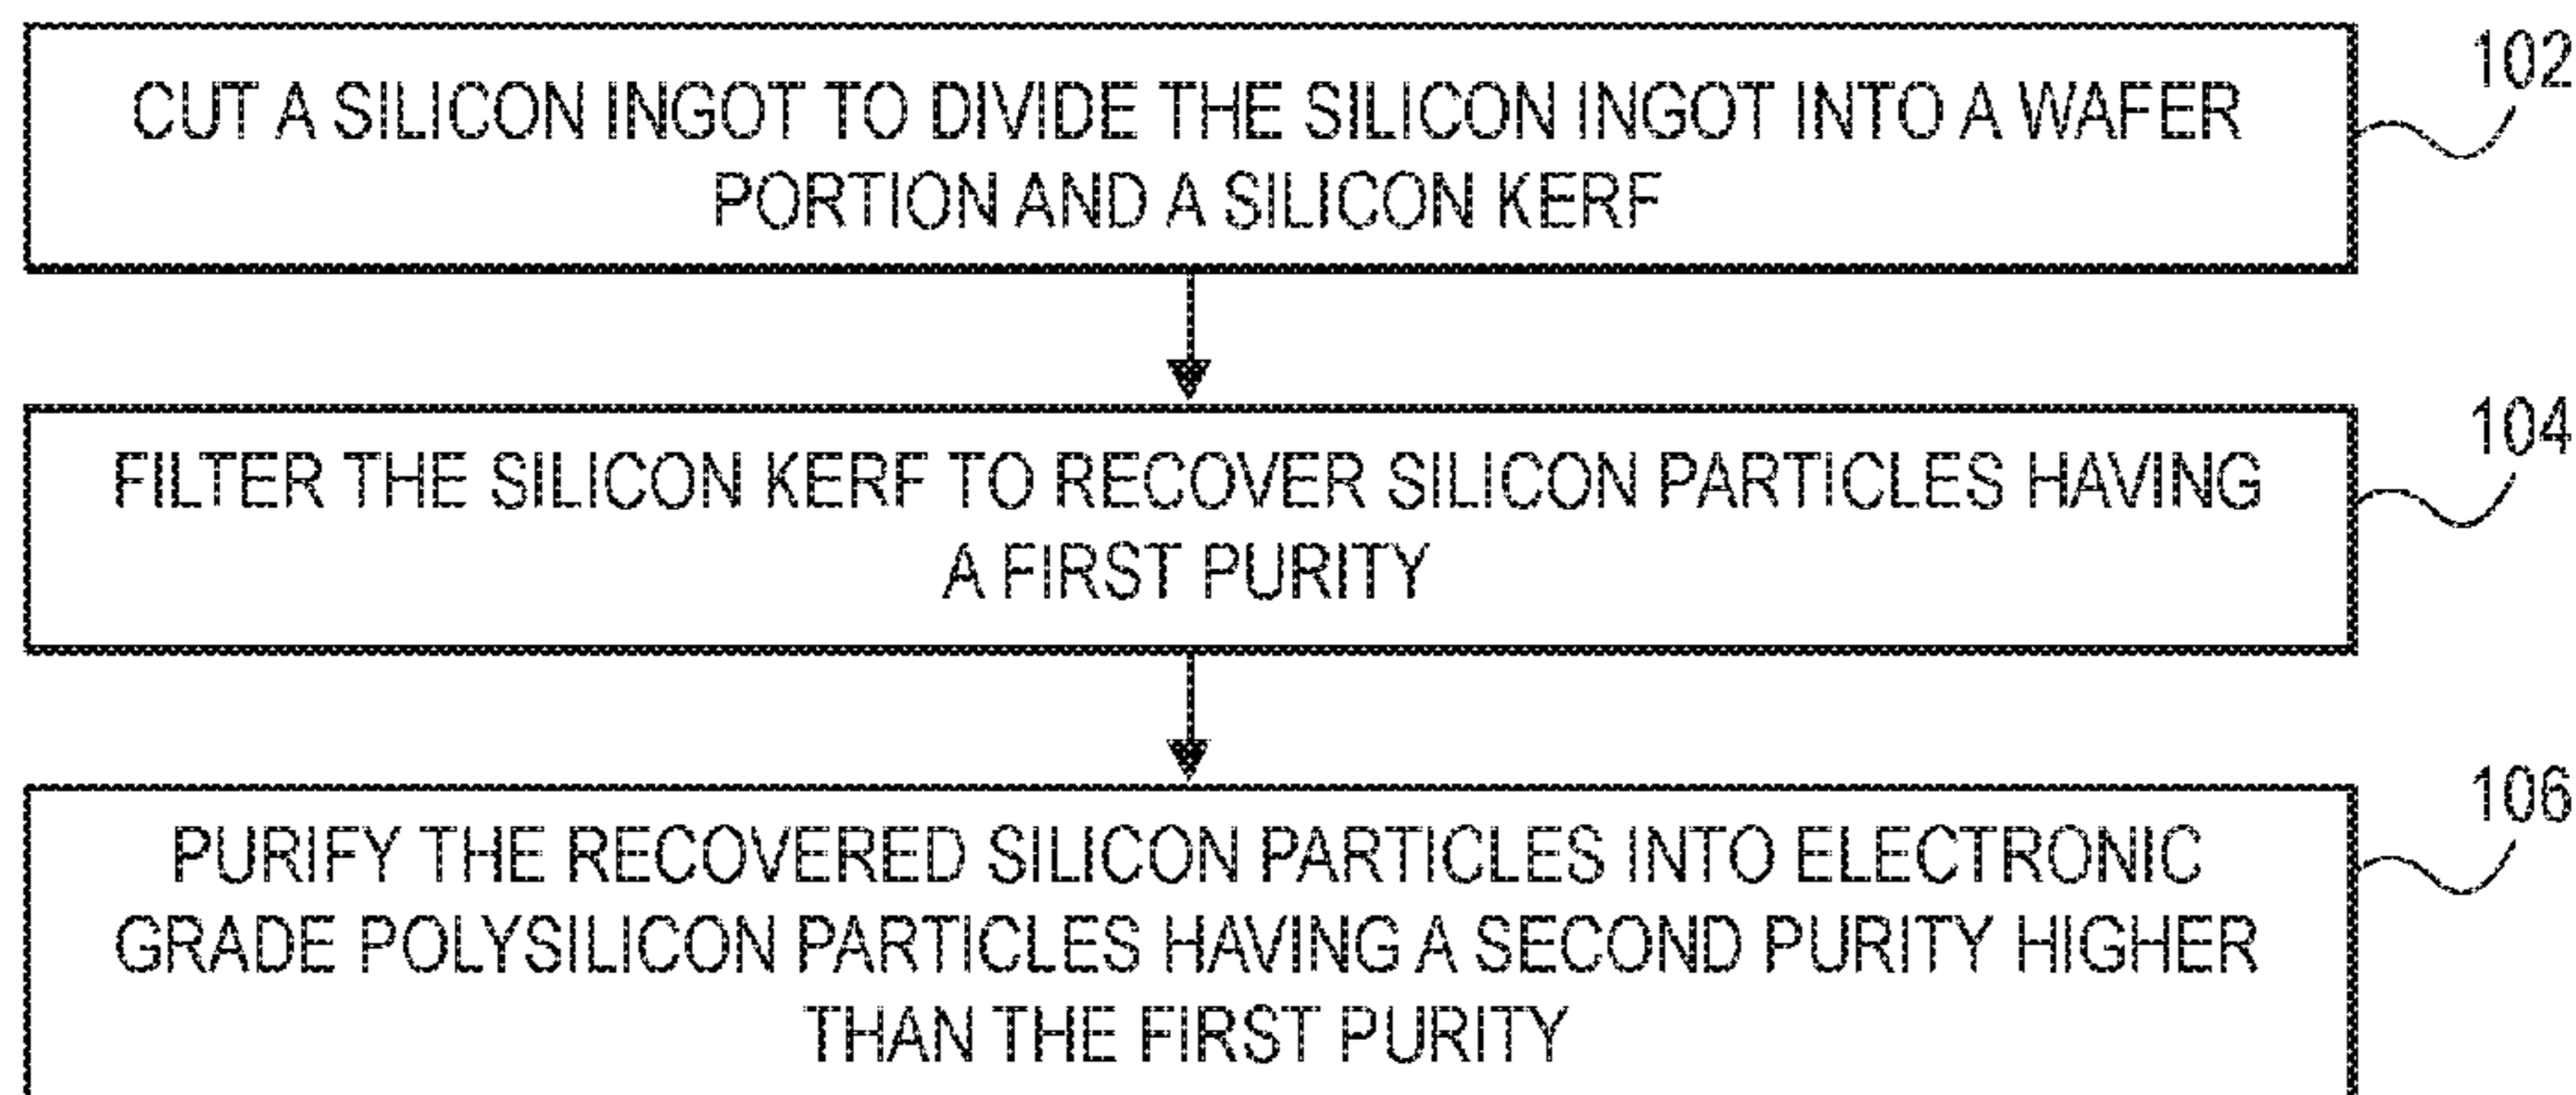 102
CUT A SILICON INGOT TO DIVIDE THE SILICON INGOT INTO A WAFER
PORTION AND A SILICON KERF
104
FILTER THE SILICON KERF TO RECOVER SILICON PARTICLES HAVING
A FIRST PURITY
106
PURIFY THE RECOVERED SILICON PARTICLES INTO ELECTRONIC
GRADE POLYSILICON PARTICLES HAVING A SECOND PURITY HIGHER
THAN THE FIRST PURITY